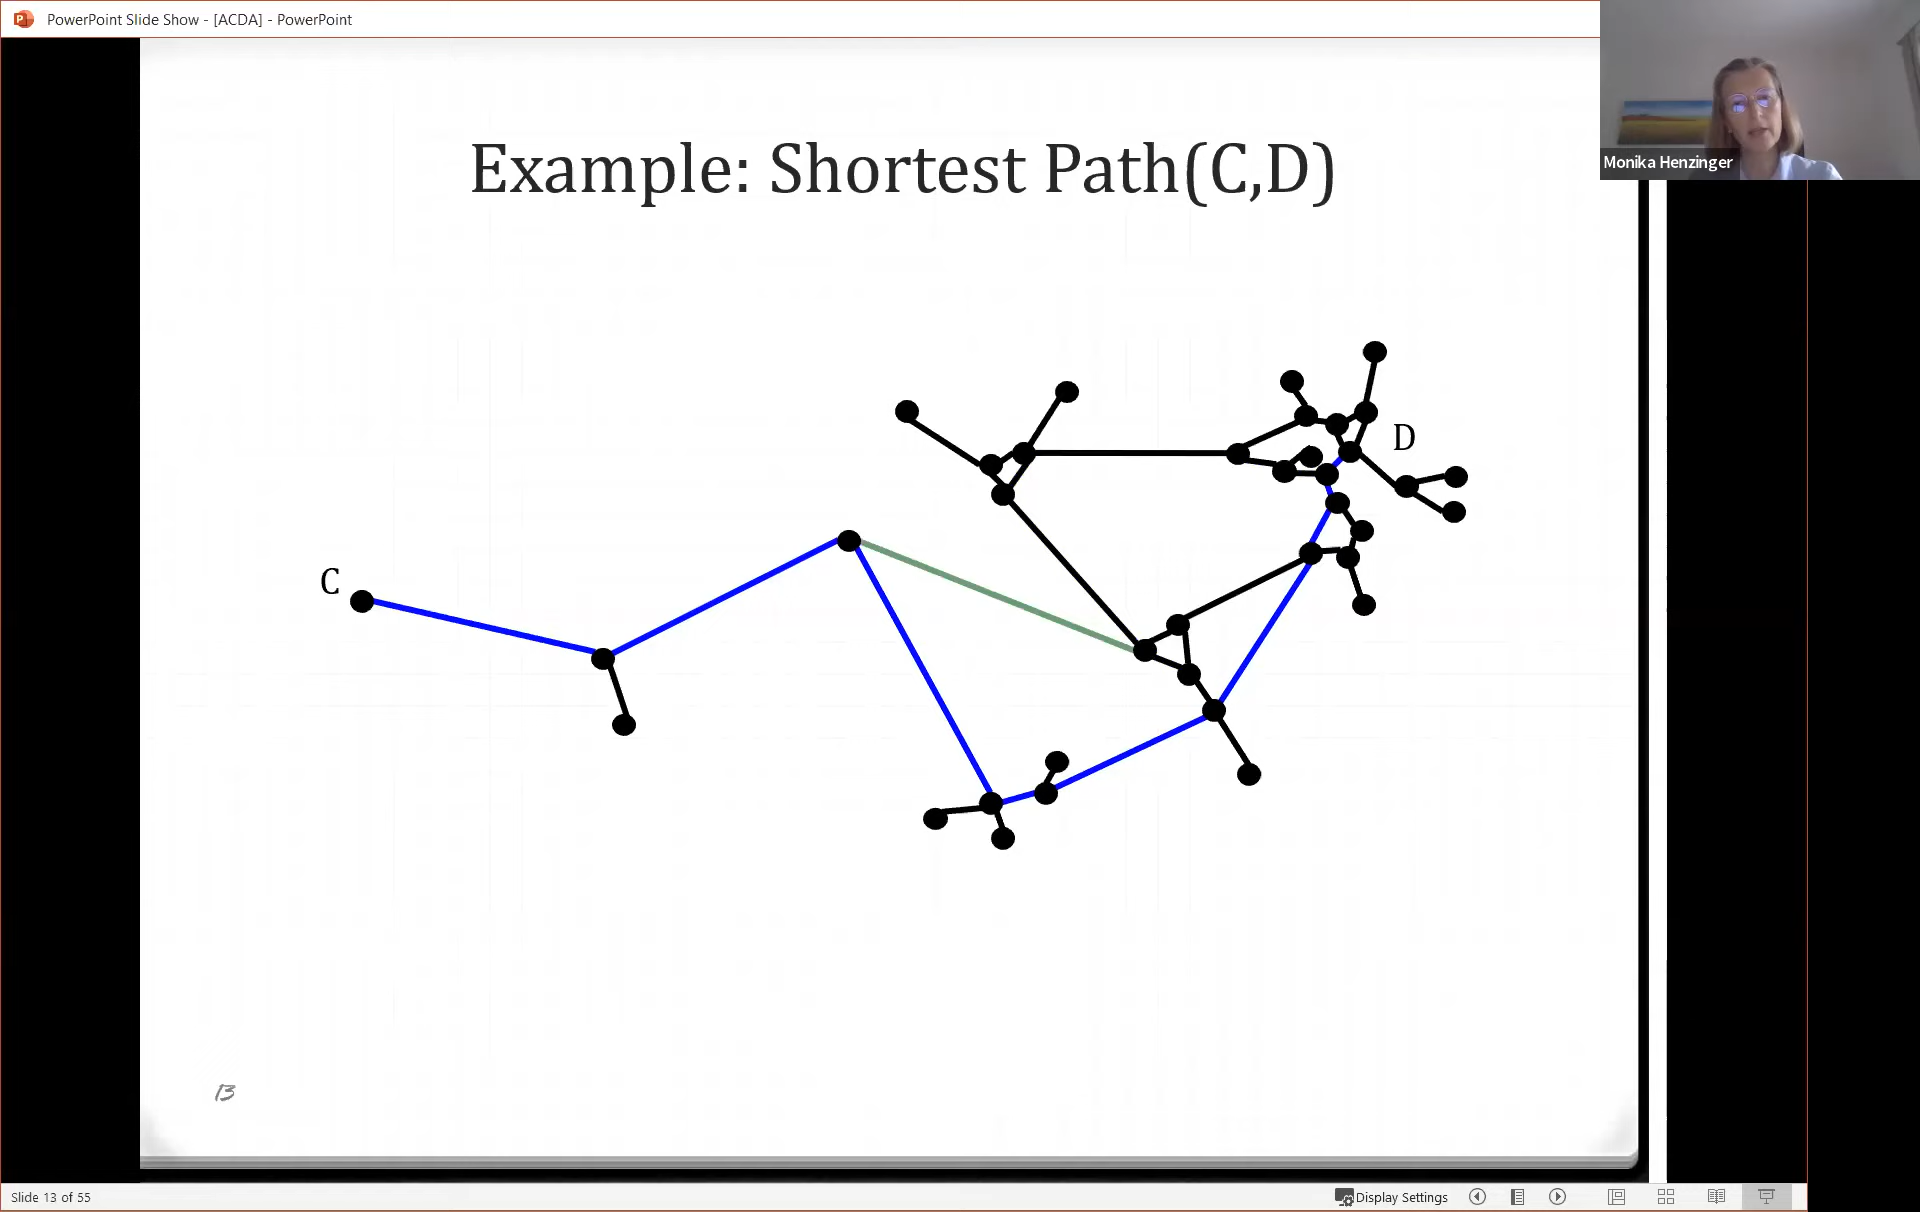 PowerPoint Slide Show - [ACDA] - PowerPoint
Monika Henzinger
Example: Shortest Path(C,D)
D
C
13
Slide 13 of 55
Display Settings